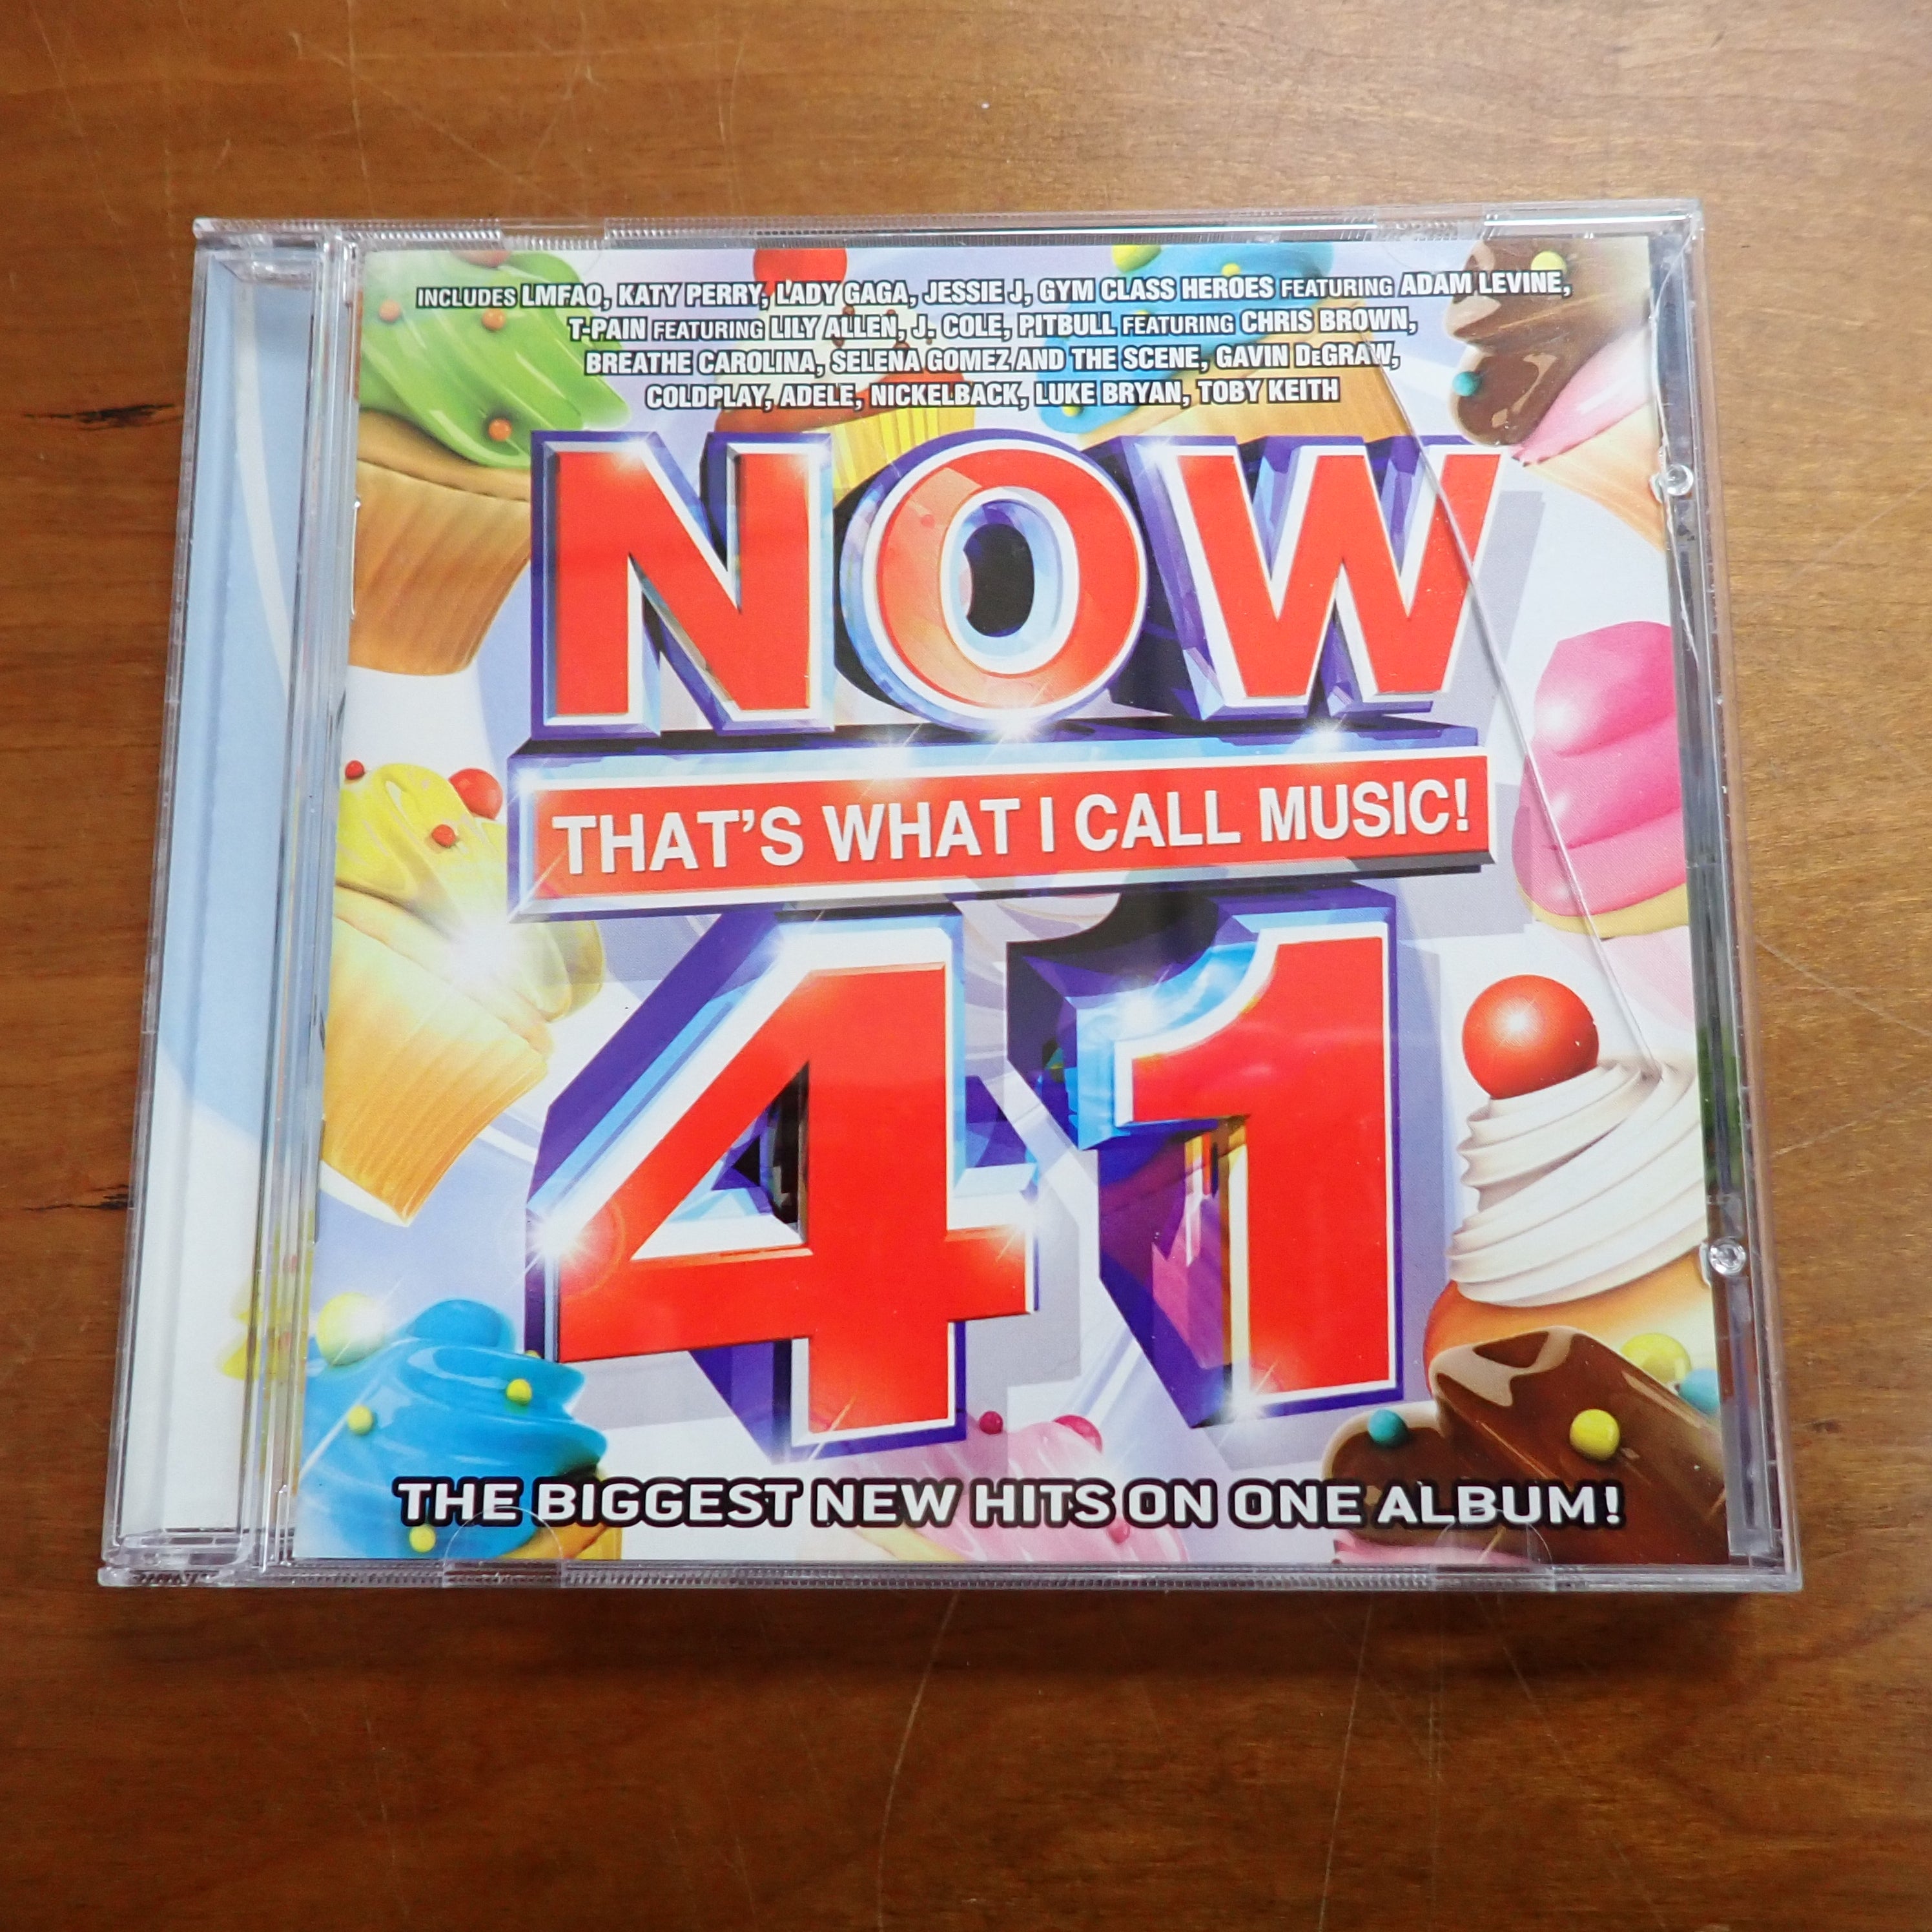 INCLUDES LMFAO, KATY PERRY, LADY GAGA, JESSIE J, GYM CLASS HEROES FEATURING ADAM LEVINE,
T-PAIN FEATURING LILY ALLEN, J. COLE, PITBULL FEATURING CHRIS BROWN,
BREATHE CAROLINA, SELENA GOMEZ AND THE SCENE, GAVIN DeGRAW,
COLDPLAY, ADELE, NICKELBACK, LUKE BRYAN, TOBY KEITH
NOW
THAT'S WHAT I CALL MUSIC!
41
THE BIGGEST NEW HITS ON ONE ALBUM!